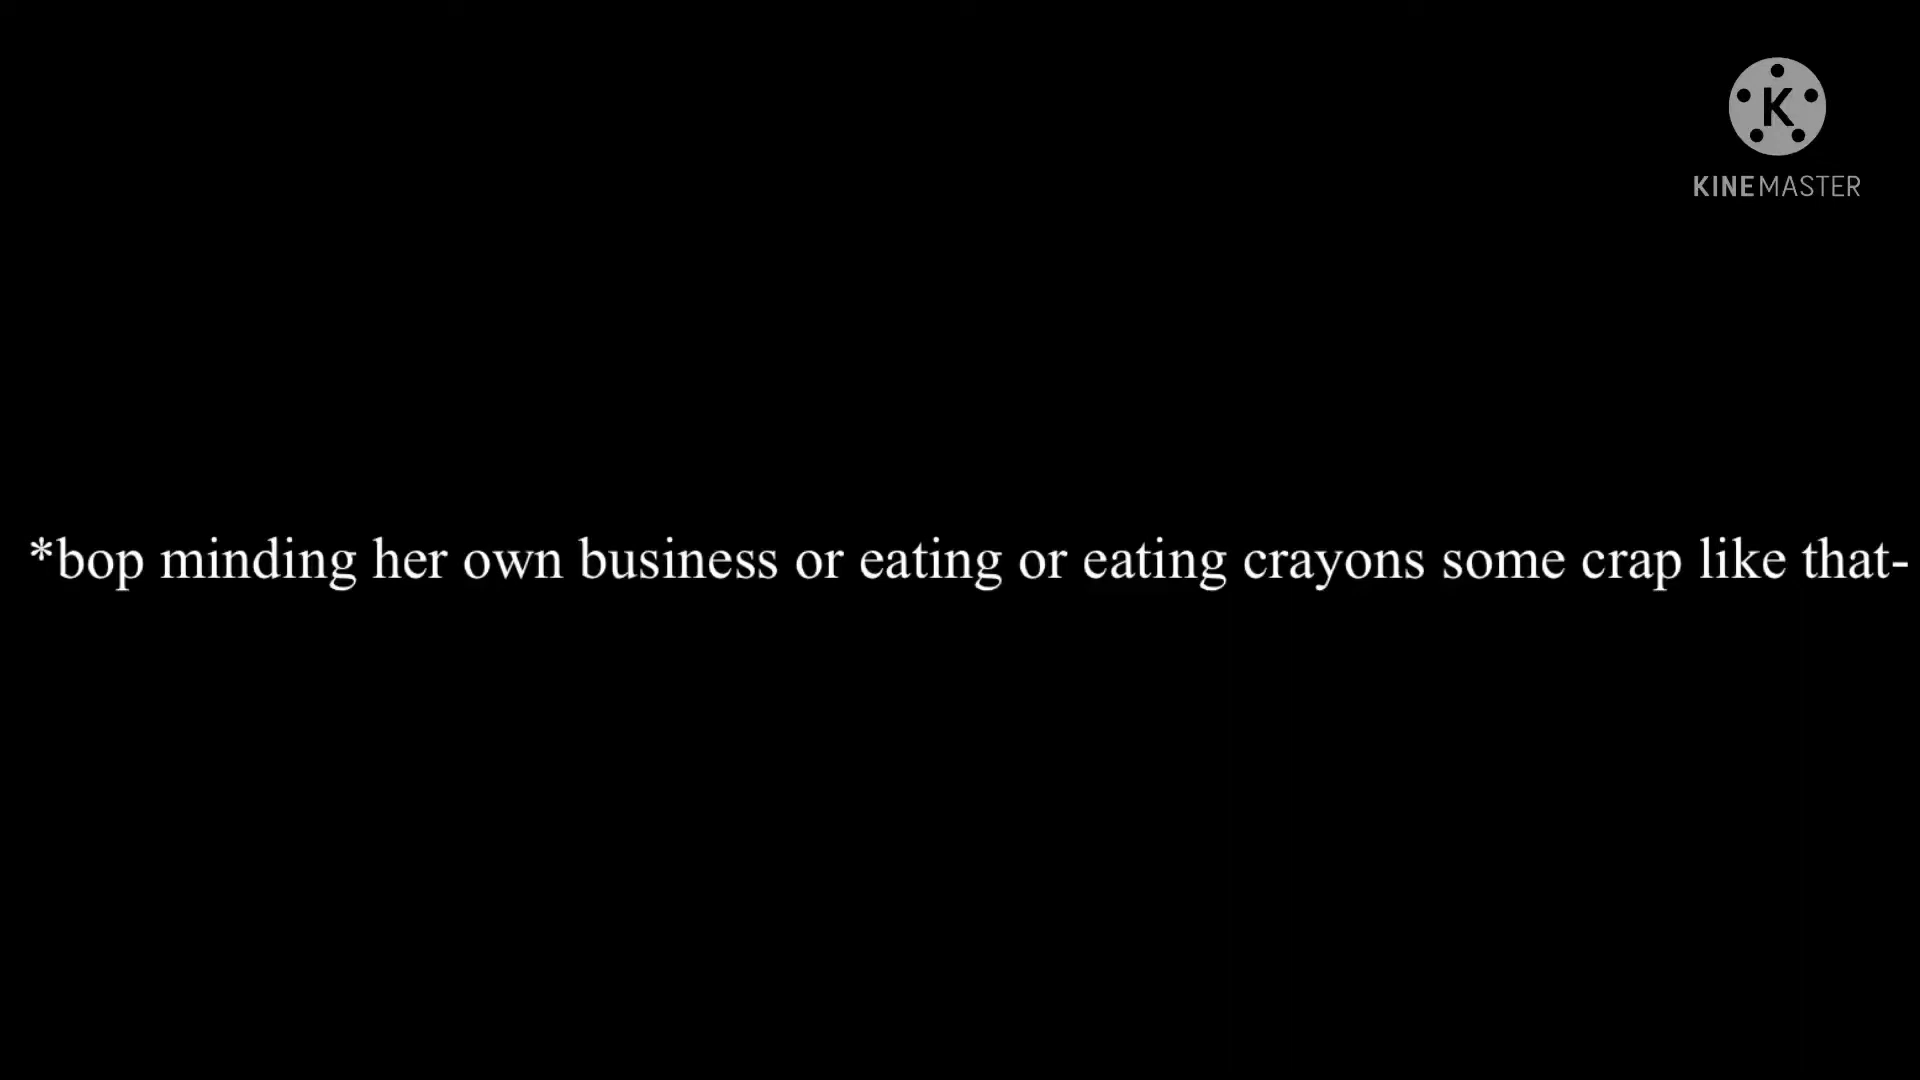 K
KINEMASTER
*bop minding her own business or eating or eating crayons some crap like that-